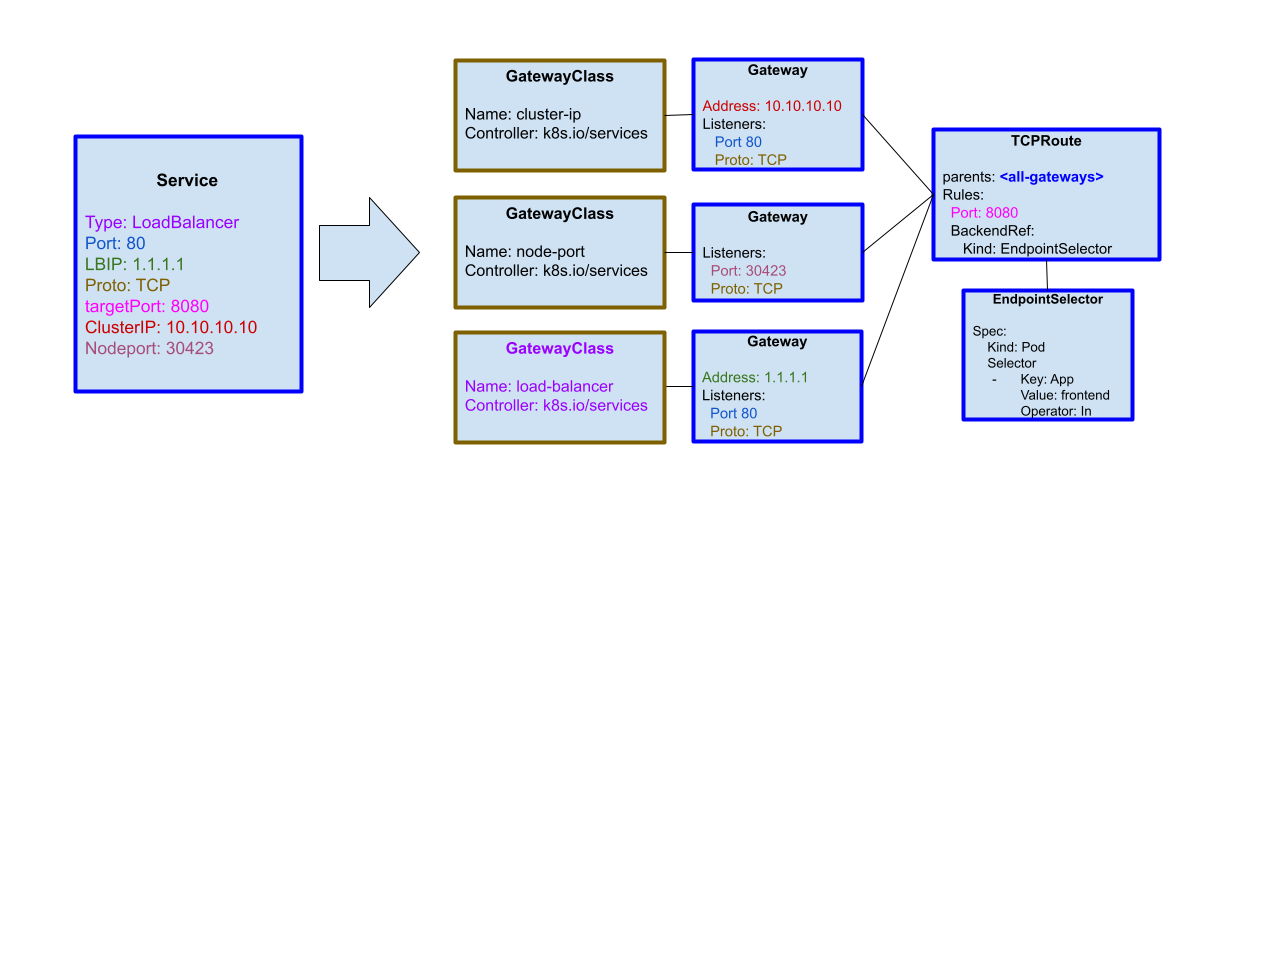 Service
Type: LoadBalancer
Port: 80
LBIP: 1.1.1.1
Proto: TCP
targetPort: 8080
ClusterIP: 10.10.10.10
Nodeport: 30423
GatewayClass
Name: cluster-ip
Controller: k8s.io/services
Gateway
Address: 10.10.10.10
Listeners:
Port 80
Proto: TCP
GatewayClass
Name: node-port
Controller: k8s.io/services
Gateway
Listeners:
Port: 30423
Proto: TCP
GatewayClass
Name: load-balancer
Controller: k8s.io/services
Gateway
Address: 1.1.1.1
Listeners:
Port 80
Proto: TCP
TCPRoute
parents: <all-gateways>
Rules:
Port: 8080
BackendRef:
Kind: EndpointSelector
EndpointSelector
Spec:
Kind: Pod
Selector
- Key: App
Value: frontend
Operator: In